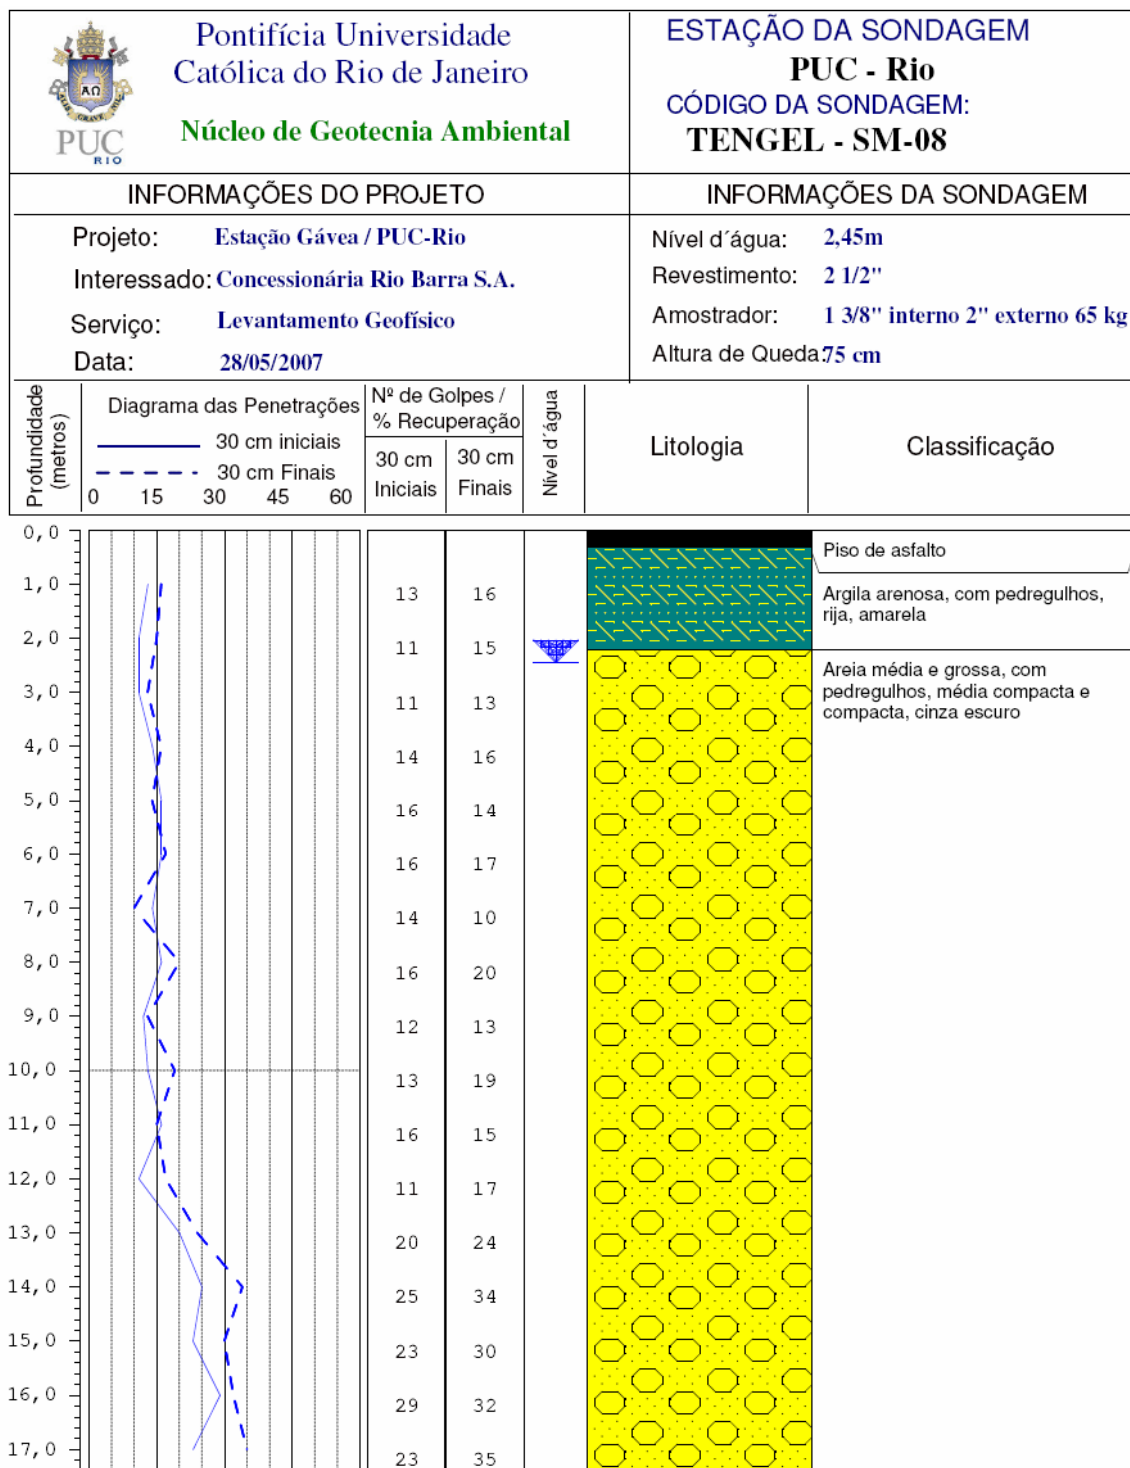 Pontifícia Universidade
Católica do Rio de Janeiro
Núcleo de Geotecnia Ambiental
PUC
RIO
ΑΩ
ALIS GRAVE NIL
ESTAÇÃO DA SONDAGEM
PUC - Rio
CÓDIGO DA SONDAGEM:
TENGEL - SM-08
INFORMAÇÕES DO PROJETO
Projeto: Estação Gávea / PUC-Rio
Interessado: Concessionária Rio Barra S.A.
Serviço: Levantamento Geofísico
Data: 28/05/2007
INFORMAÇÕES DA SONDAGEM
Nível d´água: 2,45m
Revestimento: 2 1/2"
Amostrador: 1 3/8" interno 2" externo 65 kg
Altura de Queda: 75 cm
Profundidade
(metros)
Diagrama das Penetrações
30 cm iniciais
30 cm Finais
0 15 30 45 60
Nº de Golpes /
% Recuperação
30 cm
Iniciais
30 cm
Finais
Nível d´água
Litologia
Classificação
0,0
Piso de asfalto
1,0 13 16
Argila arenosa, com pedregulhos,
rija, amarela
2,0 11 15
Areia média e grossa, com
pedregulhos, média compacta e
compacta, cinza escuro
3,0 11 13
4,0 14 16
5,0 16 14
6,0 16 17
7,0 14 10
8,0 16 20
9,0 12 13
10,0 13 19
11,0 16 15
12,0 11 17
13,0 20 24
14,0 25 34
15,0 23 30
16,0 29 32
17,0 23 35